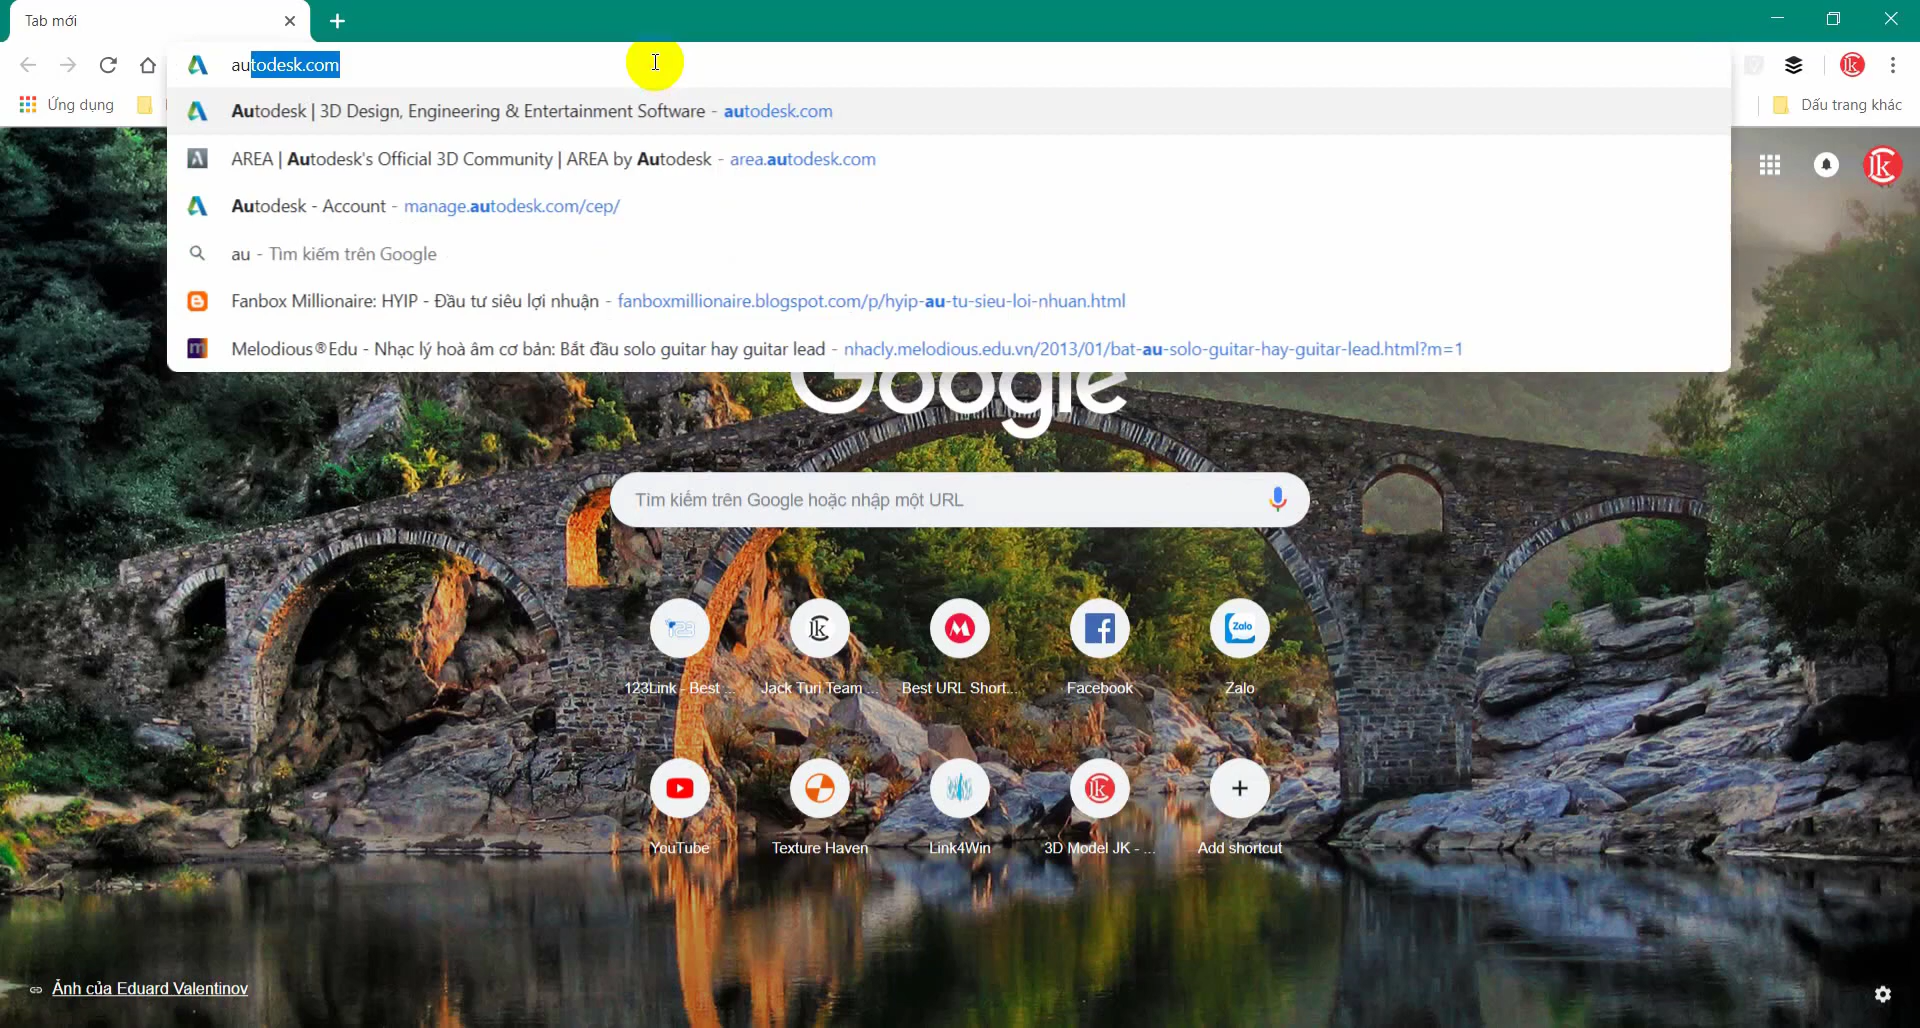 Tab mới
autodesk.com
Ứng dụng
Dấu trang khác
Autodesk | 3D Design, Engineering & Entertainment Software - autodesk.com
AREA | Autodesk's Official 3D Community | AREA by Autodesk - area.autodesk.com
Autodesk - Account - manage.autodesk.com/cep/
au - Tìm kiếm trên Google
Fanbox Millionaire: HYIP - Đầu tư siêu lợi nhuận - fanboxmillionaire.blogspot.com/p/hyip-au-tu-sieu-loi-nhuan.html
Melodious®Edu - Nhạc lý hoà âm cơ bản: Bắt đầu solo guitar hay guitar lead - nhacly.melodious.edu.vn/2013/01/bat-au-solo-guitar-hay-guitar-lead.html?m=1
Google
Tìm kiếm trên Google hoặc nhập một URL
123Link - Best ...
Jack Turi Team ...
Best URL Short...
Facebook
Zalo
YouTube
Texture Haven
Link4Win
3D Model JK - ...
Add shortcut
Ảnh của Eduard Valentinov